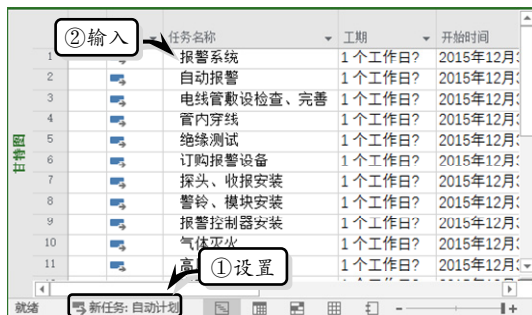 ②输入
任务名称 工期 开始时间
1 报警系统 1 个工作日? 2015年12月3
2 自动报警 1 个工作日? 2015年12月3
3 电线管敷设检查、完善 1 个工作日? 2015年12月3
4 管内穿线 1 个工作日? 2015年12月3
5 绝缘测试 1 个工作日? 2015年12月3
6 订购报警设备 1 个工作日? 2015年12月3
7 探头、收报安装 1 个工作日? 2015年12月3
8 警铃、模块安装 1 个工作日? 2015年12月3
9 报警控制器安装 1 个工作日? 2015年12月3
10 气体灭火 1 个工作日? 2015年12月3
11 高 1 个工作日? 2015年12月3
甘特图
①设置
就绪 新任务: 自动计划